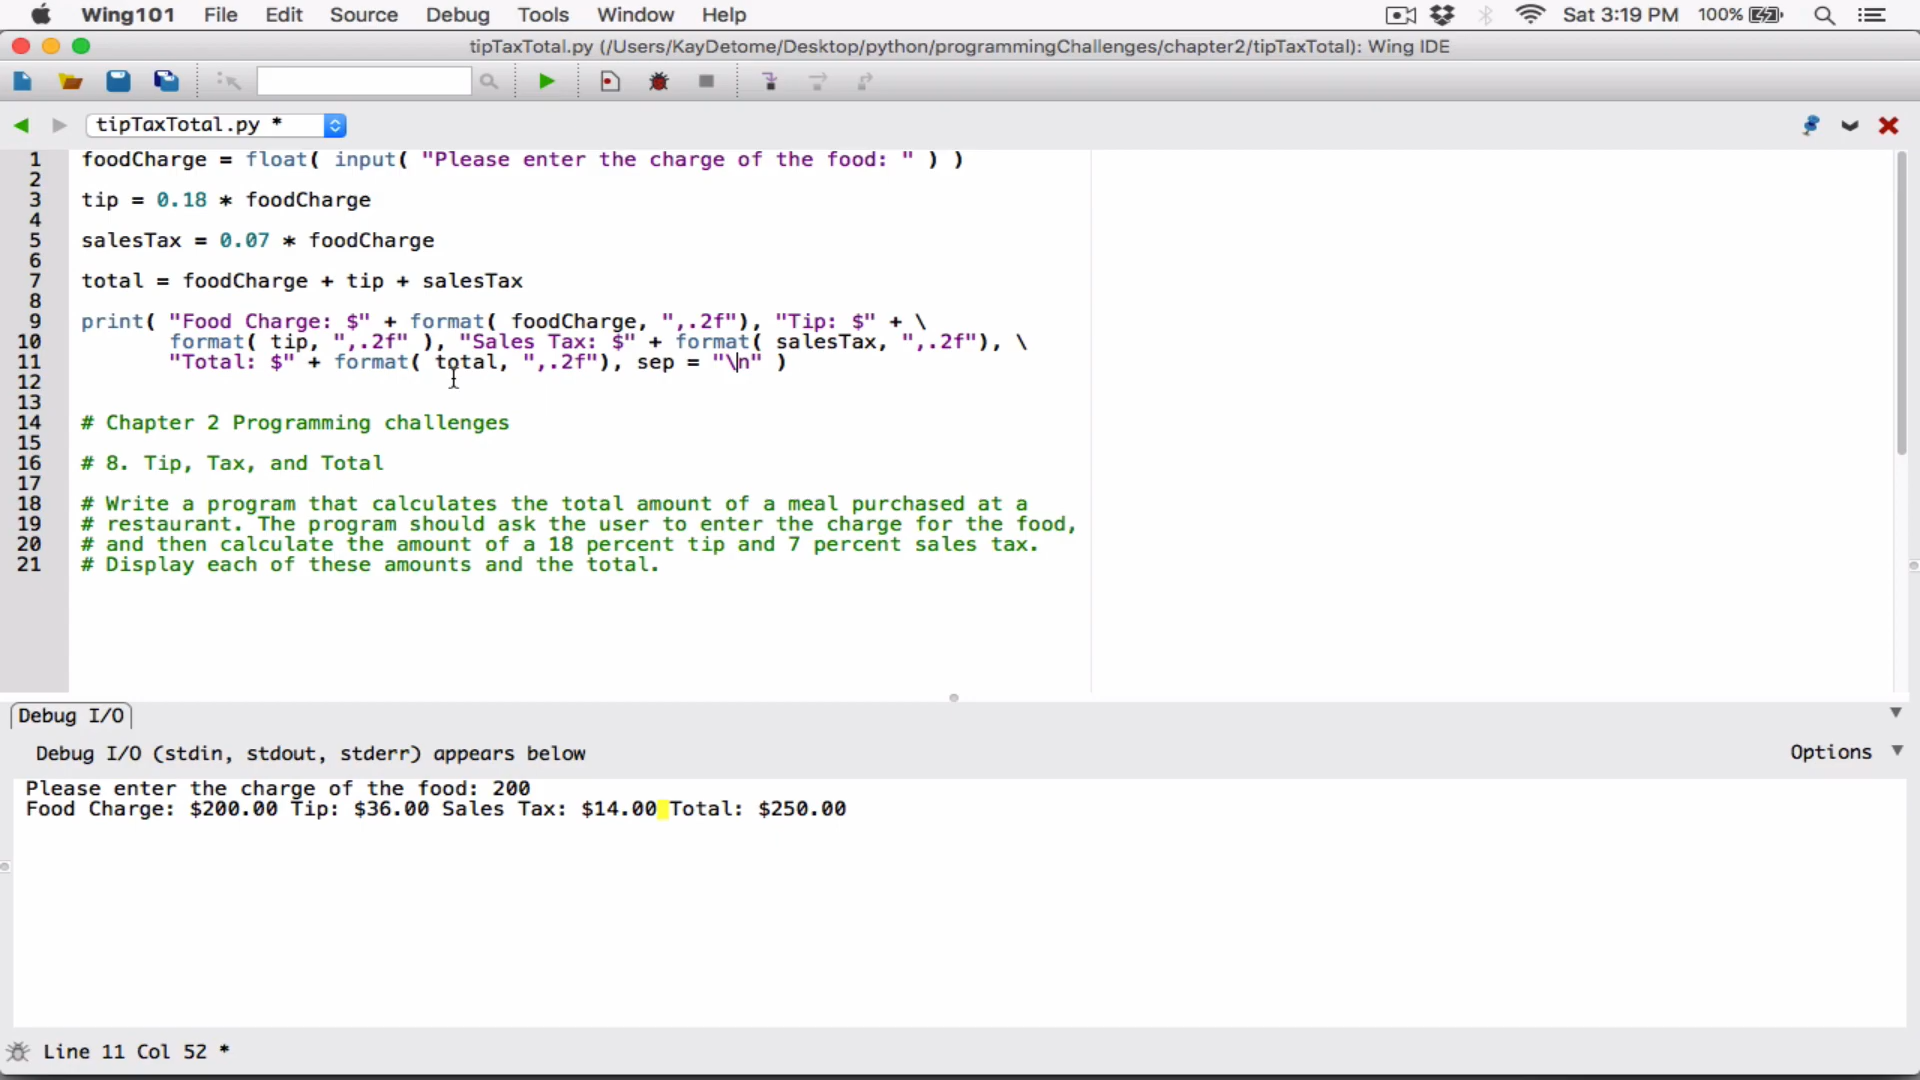 Wing101 File Edit Source Debug Tools Window Help Sat 3:19 PM 100%
tipTaxTotal.py (/Users/KayDetome/Desktop/python/programmingChallenges/chapter2/tipTaxTotal): Wing IDE
tipTaxTotal.py *
1 foodCharge = float( input( "Please enter the charge of the food: " ) )
2
3 tip = 0.18 * foodCharge
4
5 salesTax = 0.07 * foodCharge
6
7 total = foodCharge + tip + salesTax
8
9 print( "Food Charge: $" + format( foodCharge, ",.2f"), "Tip: $" + \
10 format( tip, ",.2f" ), "Sales Tax: $" + format( salesTax, ",.2f"), \
11 "Total: $" + format( total, ",.2f"), sep = "\n" )
12
13
14 # Chapter 2 Programming challenges
15
16 # 8. Tip, Tax, and Total
17
18 # Write a program that calculates the total amount of a meal purchased at a
19 # restaurant. The program should ask the user to enter the charge for the food,
20 # and then calculate the amount of a 18 percent tip and 7 percent sales tax.
21 # Display each of these amounts and the total.
Debug I/O
Debug I/O (stdin, stdout, stderr) appears below Options
Please enter the charge of the food: 200
Food Charge: $200.00 Tip: $36.00 Sales Tax: $14.00 Total: $250.00
Line 11 Col 52 *